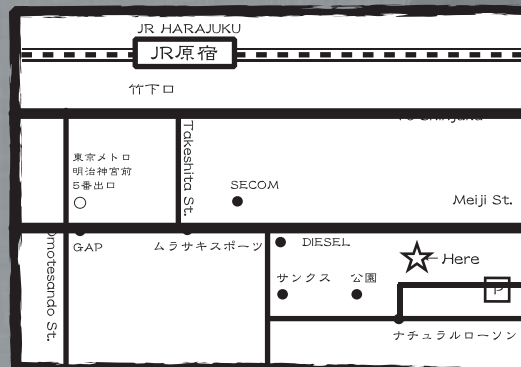 JR HARAJUKU
JR原宿
竹下口
Takeshita St.
東京メトロ
明治神宮前
5番出口
SECOM
Meiji St.
GAP
ムラサキスポーツ
DIESEL
Here
omotesando St.
サンクス
公園
P
ナチュラルローソン